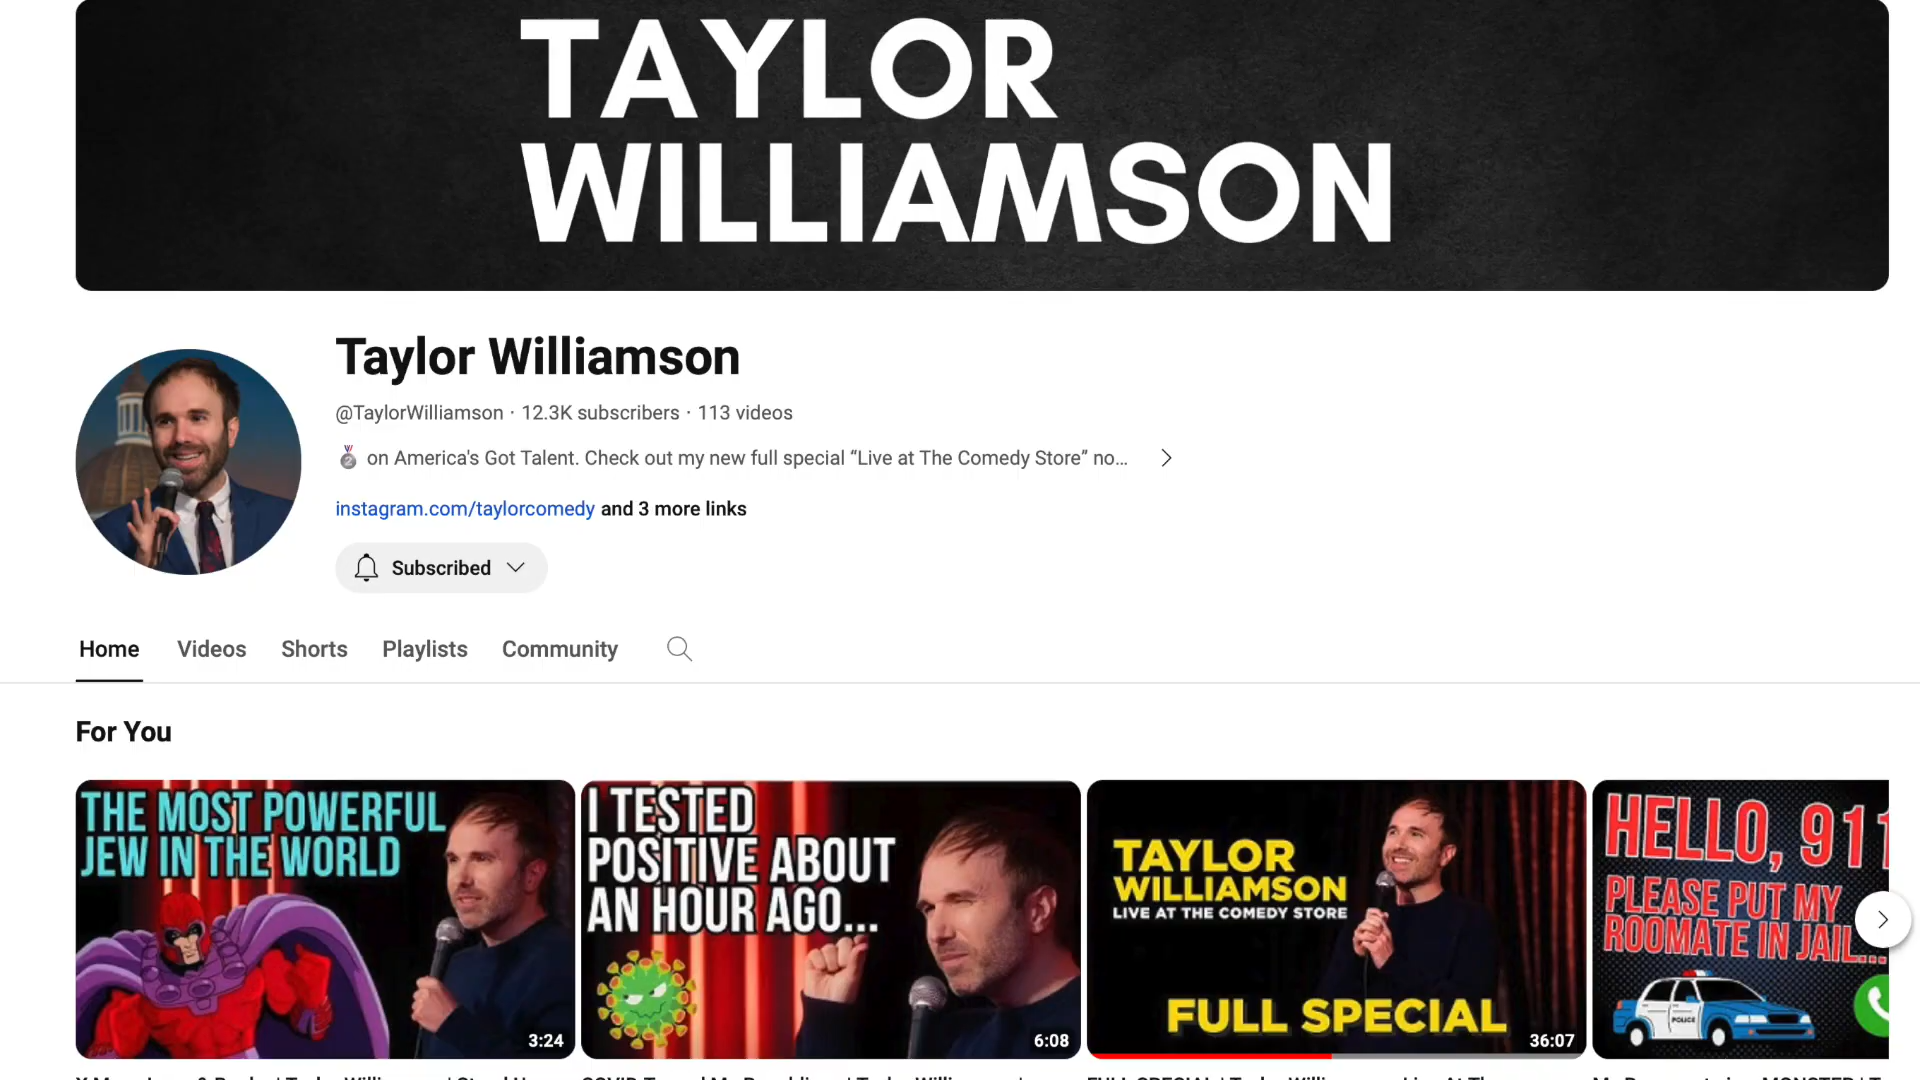 TAYLOR
WILLIAMSON
Taylor Williamson
@TaylorWilliamson · 12.3K subscribers · 113 videos
2 on America's Got Talent. Check out my new full special “Live at The Comedy Store” no...
instagram.com/taylorcomedy and 3 more links
Subscribed
Home Videos Shorts Playlists Community
For You
THE MOST POWERFUL
JEW IN THE WORLD
3:24
I TESTED
POSITIVE ABOUT
AN HOUR AGO...
6:08
TAYLOR
WILLIAMSON
LIVE AT THE COMEDY STORE
FULL SPECIAL
36:07
HELLO, 911
PLEASE PUT MY
ROOMATE IN JAIL...
POLICE